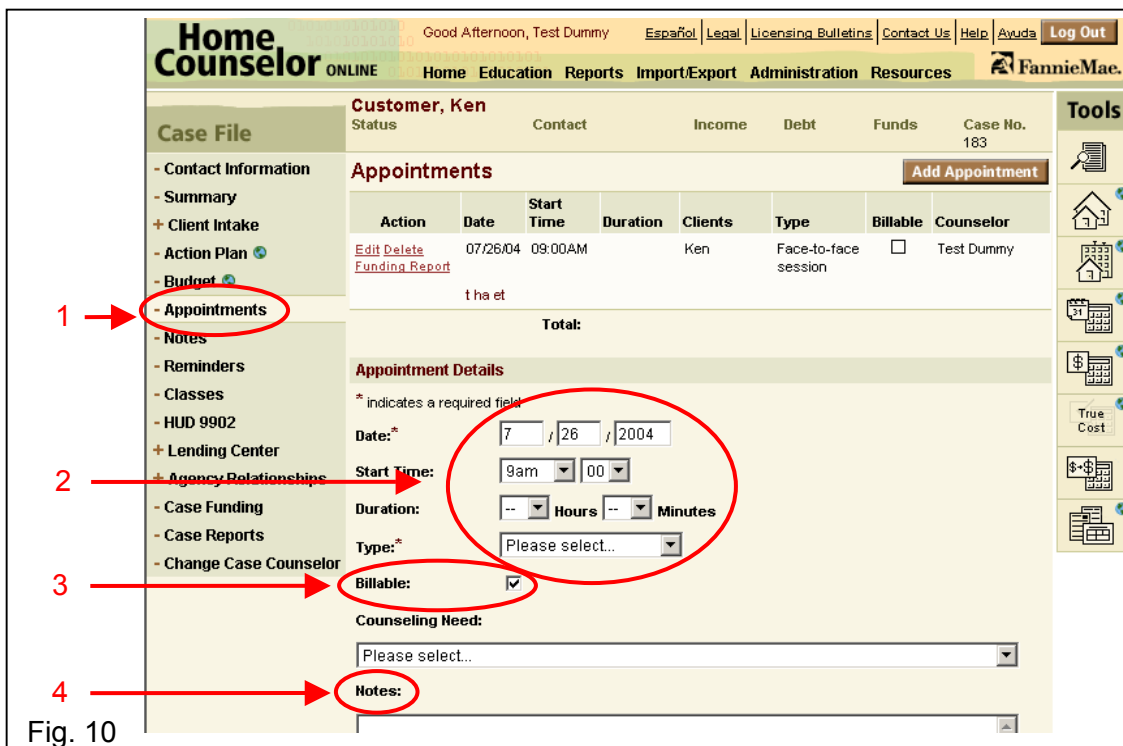 Home
Counselor ONLINE
Good Afternoon, Test Dummy
Español | Legal | Licensing Bulletins | Contact Us | Help | Ayuda Log Out
Home Education Reports Import/Export Administration Resources
FannieMae.
Case File
- Contact Information
- Summary
+ Client Intake
- Action Plan
- Budget
- Appointments
- Notes
- Reminders
- Classes
- HUD 9902
+ Lending Center
+ Agency Relationships
- Case Funding
- Case Reports
- Change Case Counselor
Customer, Ken
Status Contact Income Debt Funds Case No.
183
Appointments Add Appointment
Action Date Start Time Duration Clients Type Billable Counselor
Edit Delete 07/26/04 09:00AM Ken Face-to-face Test Dummy
Funding Report session
t ha et
Total:
Appointment Details
* indicates a required field
Date:* 7 / 26 / 2004
Start Time: 9am 00
Duration: -- Hours -- Minutes
Type:* Please select...
Billable:
Counseling Need:
Please select...
Notes:
Tools
31
$
True
Cost
$+$
1
2
3
4
Fig. 10